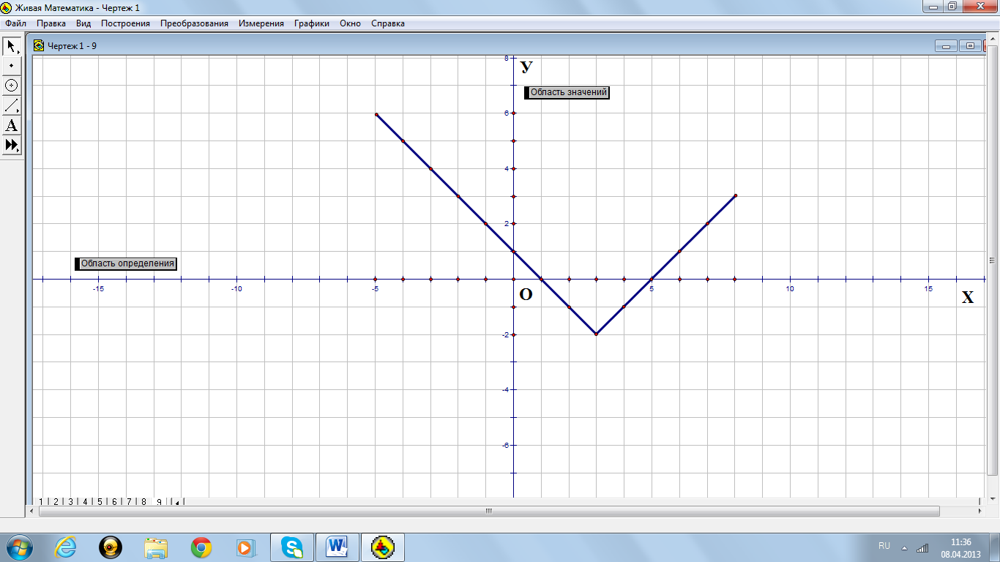 Живая Математика - Чертеж 1
Файл Правка Вид Построения Преобразования Измерения Графики Окно Справка
Чертеж 1 - 9
8
У
Область значений
6
4
2
Область определения
-15 -10 -5 5 10 15
О
Х
-2
-4
-6
A
1 2 3 4 5 6 7 8 9
RU
11:36
08.04.2013